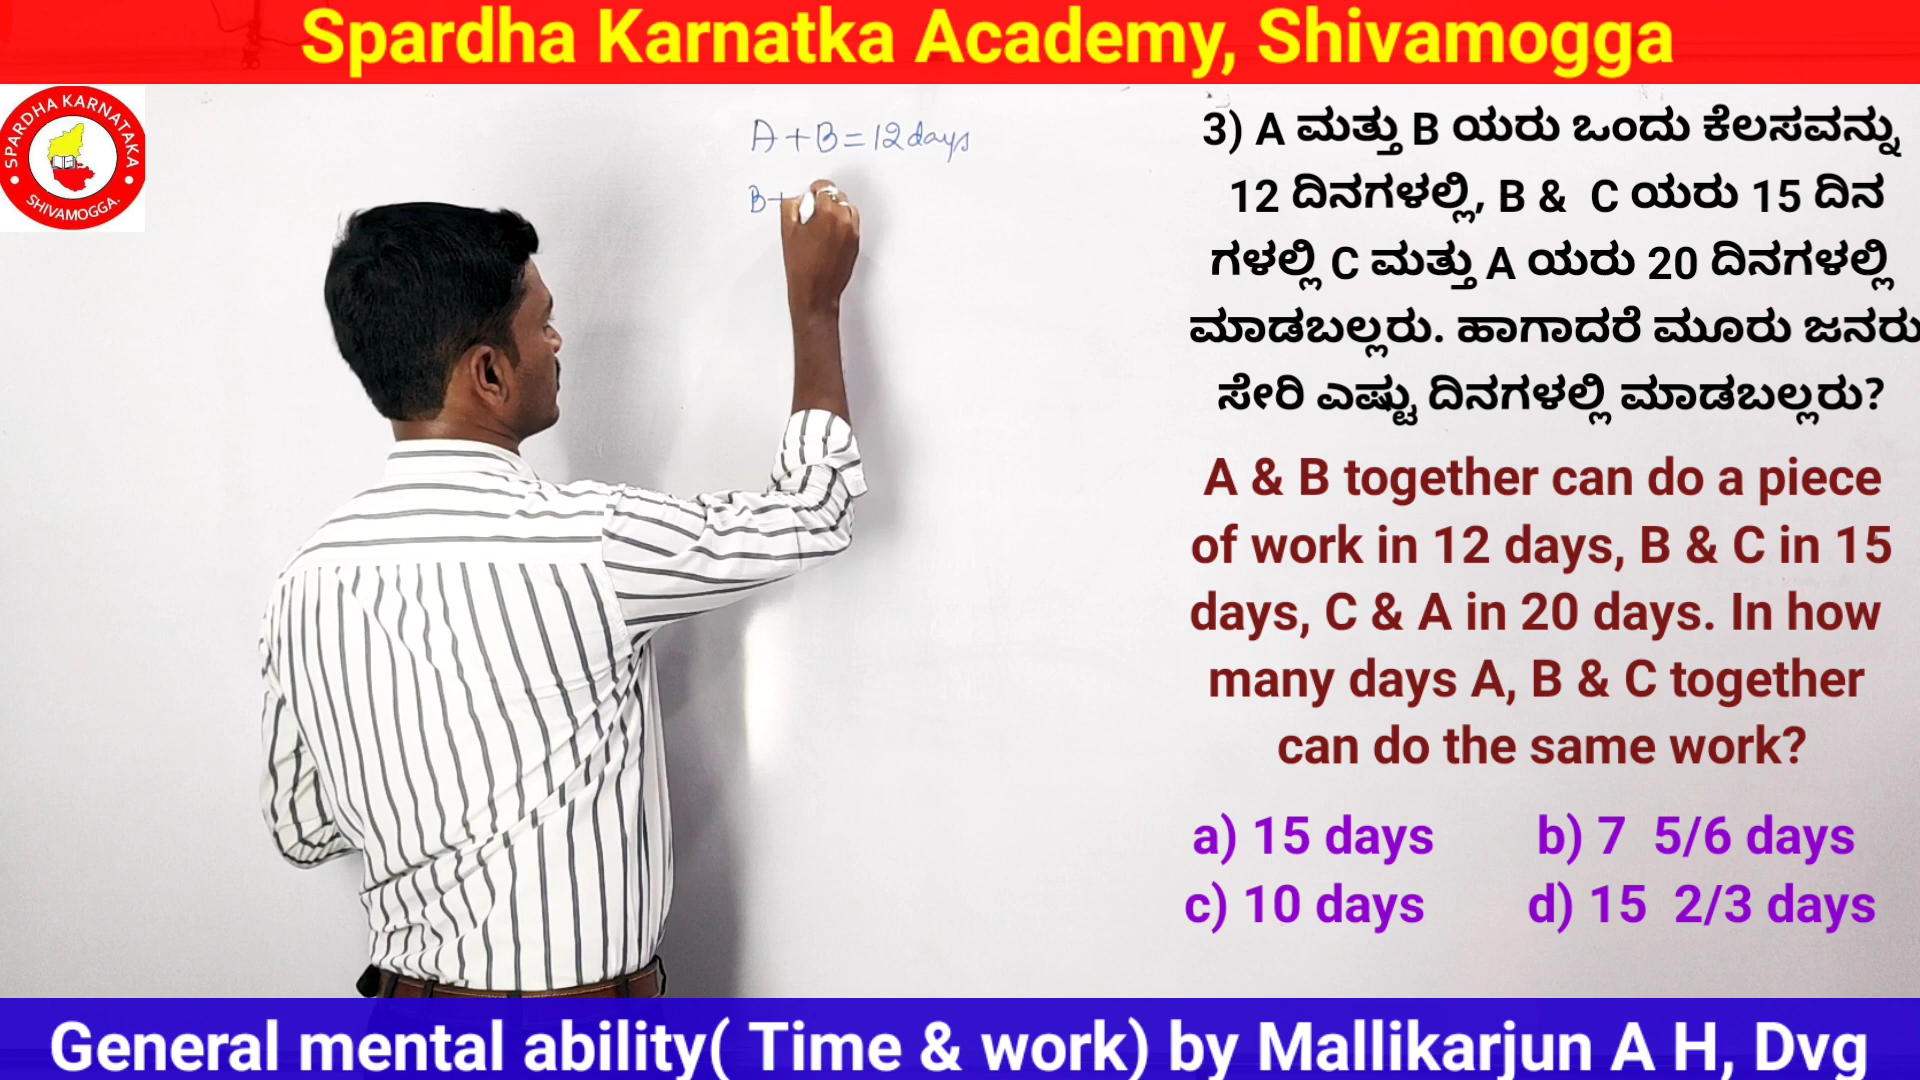 Spardha Karnatka Academy, Shivamogga
SPARDHA KARNATAKA
SHIVAMOGGA.
A + B = 12 days
B +
3) A ಮತ್ತು B ಯರು ಒಂದು ಕೆಲಸವನ್ನು
12 ದಿನಗಳಲ್ಲಿ, B & C ಯರು 15 ದಿನ
ಗಳಲ್ಲಿ C ಮತ್ತು A ಯರು 20 ದಿನಗಳಲ್ಲಿ
ಮಾಡಬಲ್ಲರು. ಹಾಗಾದರೆ ಮೂರು ಜನರು
ಸೇರಿ ಎಷ್ಟು ದಿನಗಳಲ್ಲಿ ಮಾಡಬಲ್ಲರು?
A & B together can do a piece
of work in 12 days, B & C in 15
days, C & A in 20 days. In how
many days A, B & C together
can do the same work?
a) 15 days b) 7 5/6 days
c) 10 days d) 15 2/3 days
General mental ability( Time & work) by Mallikarjun A H, Dvg